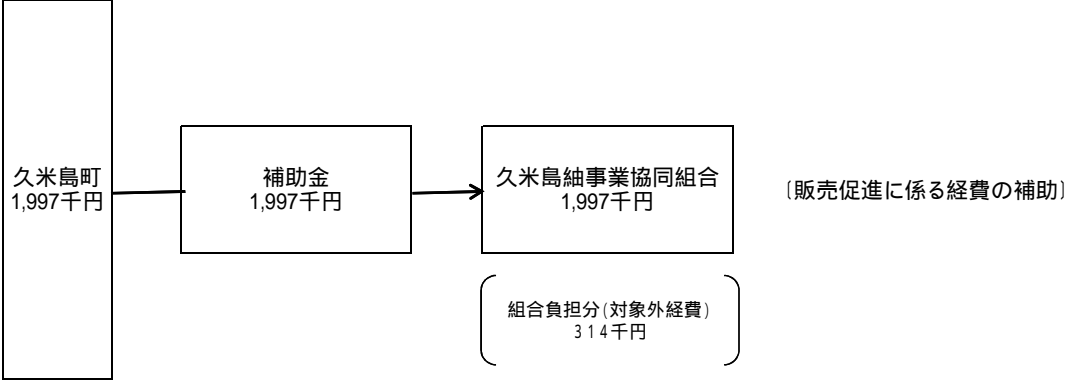 久米島町
1,997千円
補助金
1,997千円
久米島紬事業協同組合
1,997千円
〔販売促進に係る経費の補助〕
組合負担分(対象外経費)
314千円